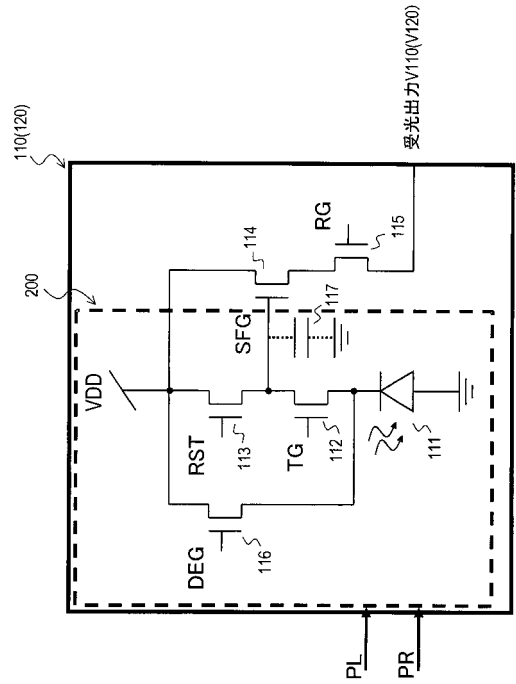 110(120)
200
VDD
RST
113
DEG
116
TG
112
111
SFG
114
117
RG
115
受光出力V110(V120)
PL
PR